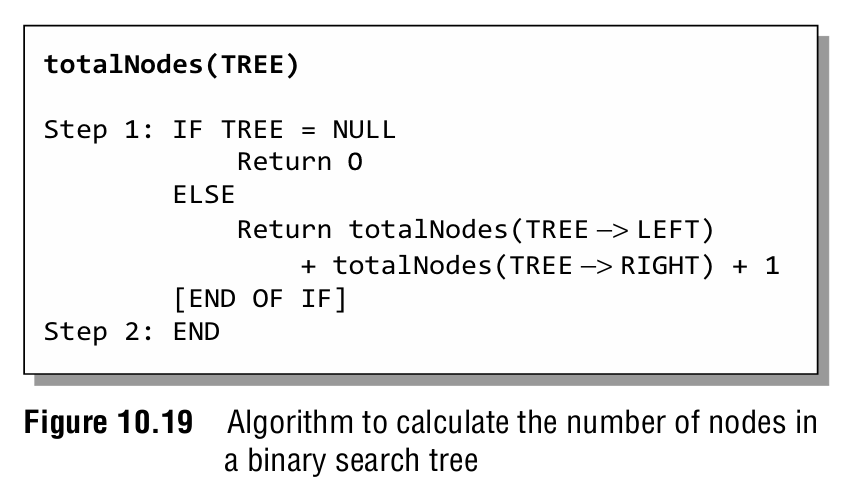 totalNodes(TREE)
Step 1: IF TREE = NULL
Return 0
ELSE
Return totalNodes(TREE –> LEFT)
+ totalNodes(TREE –> RIGHT) + 1
[END OF IF]
Step 2: END
Figure 10.19 Algorithm to calculate the number of nodes in
a binary search tree